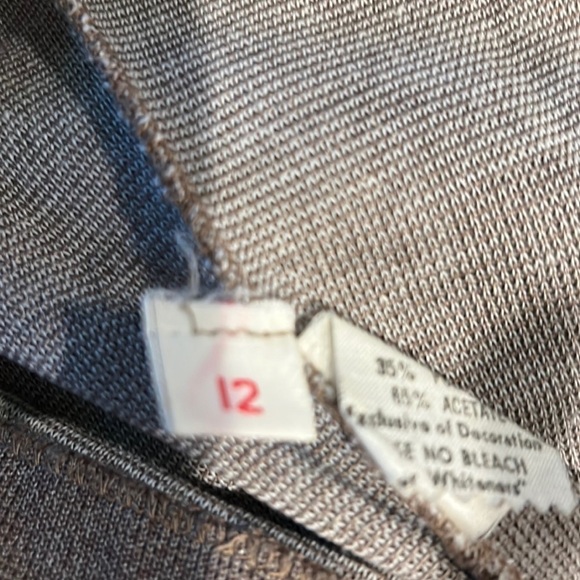 12
35%
65% ACETATE
Exclusive of Decoration
NO BLEACH
Whiteners"